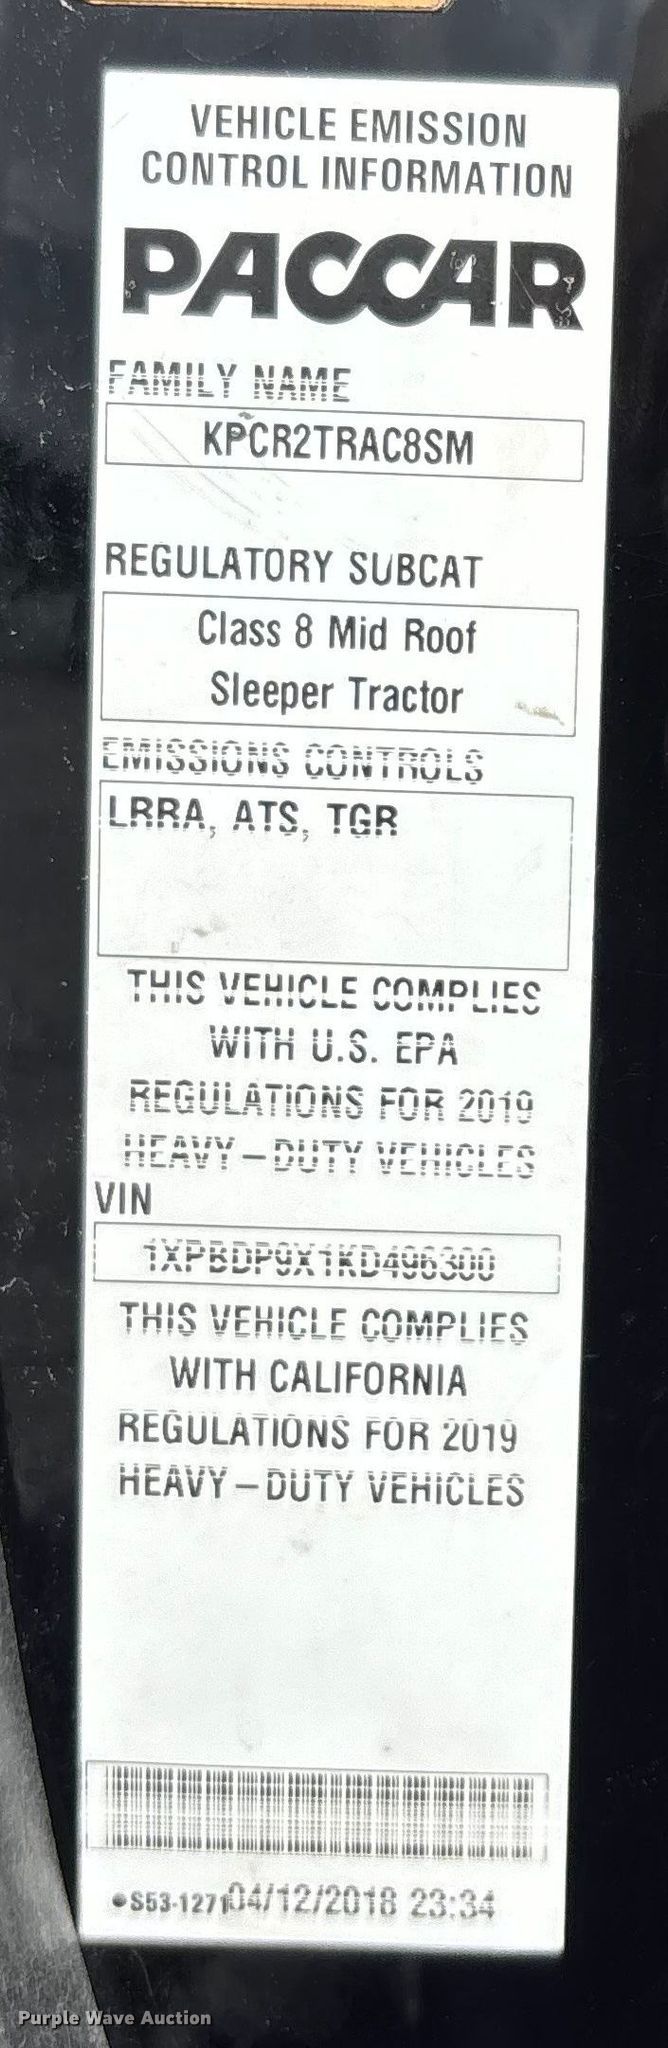 VEHICLE EMISSION
CONTROL INFORMATION
PACCAR
FAMILY NAME
KPCR2TRAC8SM
REGULATORY SUBCAT
Class 8 Mid Roof
Sleeper Tractor
EMISSIONS CONTROLS
LRRA, ATS, TGR
THIS VEHICLE COMPLIES
WITH U.S. EPA
REGULATIONS FOR 2019
HEAVY-DUTY VEHICLES
VIN
1XPBDP9X1KD496300
THIS VEHICLE COMPLIES
WITH CALIFORNIA
REGULATIONS FOR 2019
HEAVY-DUTY VEHICLES
S53-1271 04/12/2018 23:34
Purple Wave Auction